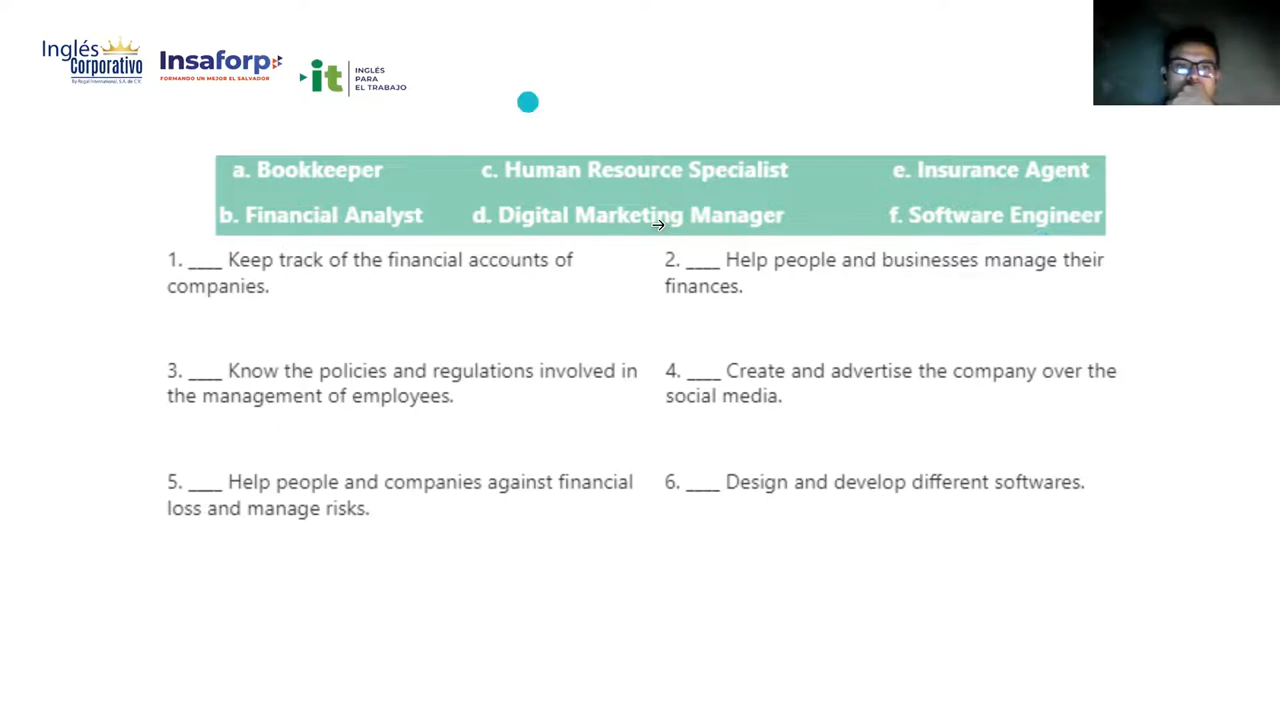 Inglés
Corporativo
By Regal International, S.A. de C.V.
Insaforp
FORMANDO UN MEJOR EL SALVADOR
it
INGLÉS
PARA
EL TRABAJO
a. Bookkeeper c. Human Resource Specialist e. Insurance Agent
b. Financial Analyst d. Digital Marketing Manager f. Software Engineer
1. ____ Keep track of the financial accounts of
companies.
2. ____ Help people and businesses manage their
finances.
3. ____ Know the policies and regulations involved in
the management of employees.
4. ____ Create and advertise the company over the
social media.
5. ____ Help people and companies against financial
loss and manage risks.
6. ____ Design and develop different softwares.